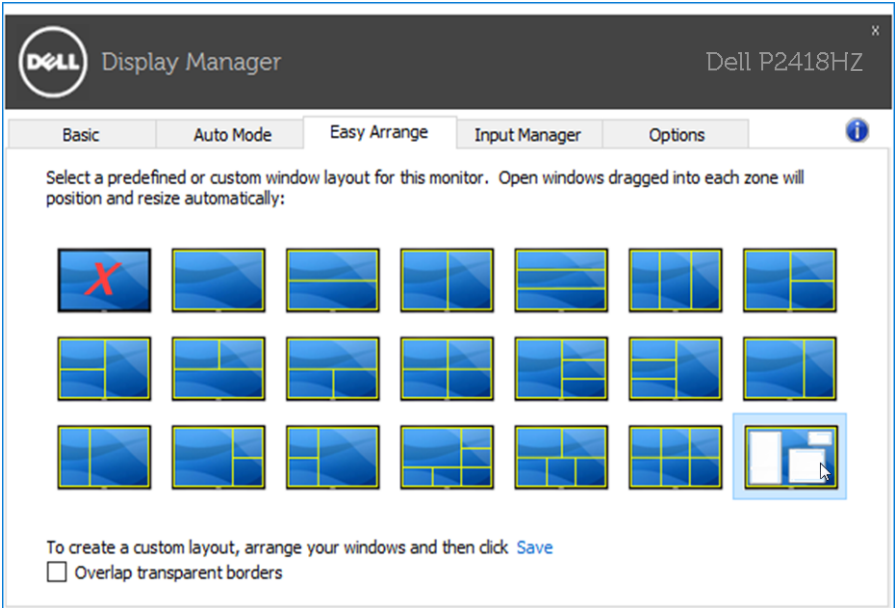 x
DELL Display Manager Dell P2418HZ
Basic Auto Mode Easy Arrange Input Manager Options i
Select a predefined or custom window layout for this monitor. Open windows dragged into each zone will
position and resize automatically:
X
To create a custom layout, arrange your windows and then click Save
Overlap transparent borders